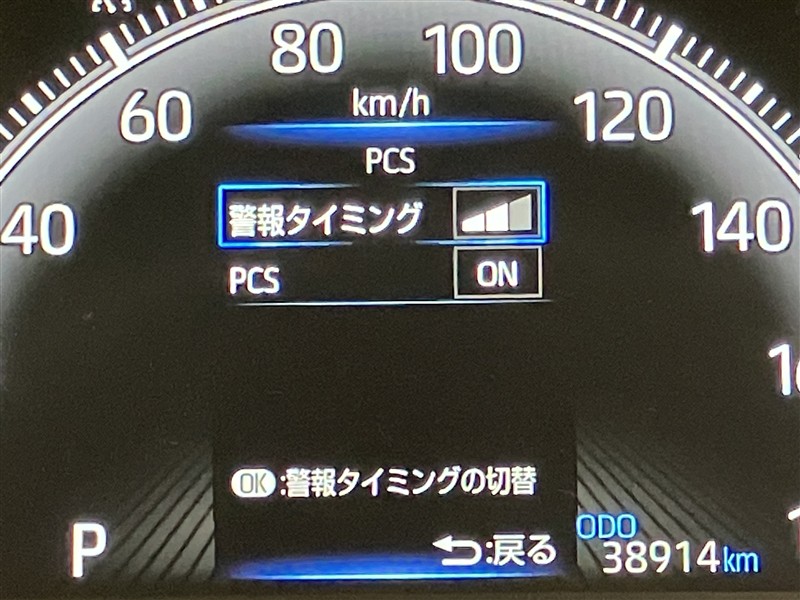 80 100
60 km/h 120
PCS
40 警報タイミング 140
PCS ON
OK:警報タイミングの切替
P :戻る ODO
38914km